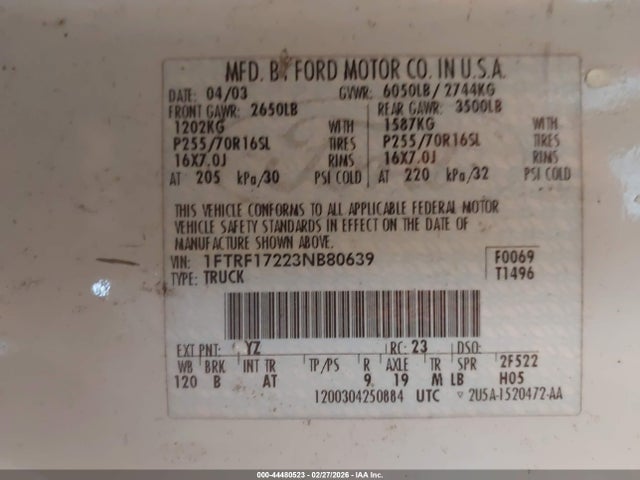 MFD. BY FORD MOTOR CO. IN U.S.A.
DATE: 04/03 GVWR: 6050LB/ 2744KG
FRONT GAWR: 2650LB REAR GAWR: 3500LB
1202KG WITH 1587KG WITH
P255/70R16SL TIRES P255/70R16SL TIRES
16X7.0J RIMS 16X7.0J RIMS
AT 205 kPa/30 PSI COLD AT 220 kPa/32 PSI COLD
THIS VEHICLE CONFORMS TO ALL APPLICABLE FEDERAL MOTOR
VEHICLE SAFETY STANDARDS IN EFFECT ON THE DATE OF
MANUFACTURE SHOWN ABOVE.
VIN: 1FTRF17223NB80639 F0069
TYPE: TRUCK T1496
EXT PNT: YZ RC: 23 DSO:
WB BRK INT TR TP/PS R AXLE TR SPR 2F522
120 B AT 9 19 M LB H05
1200304250884 UTC ▽ 2U5A-1520472-AA
000-44480523 - 02/27/2026 - IAA Inc.